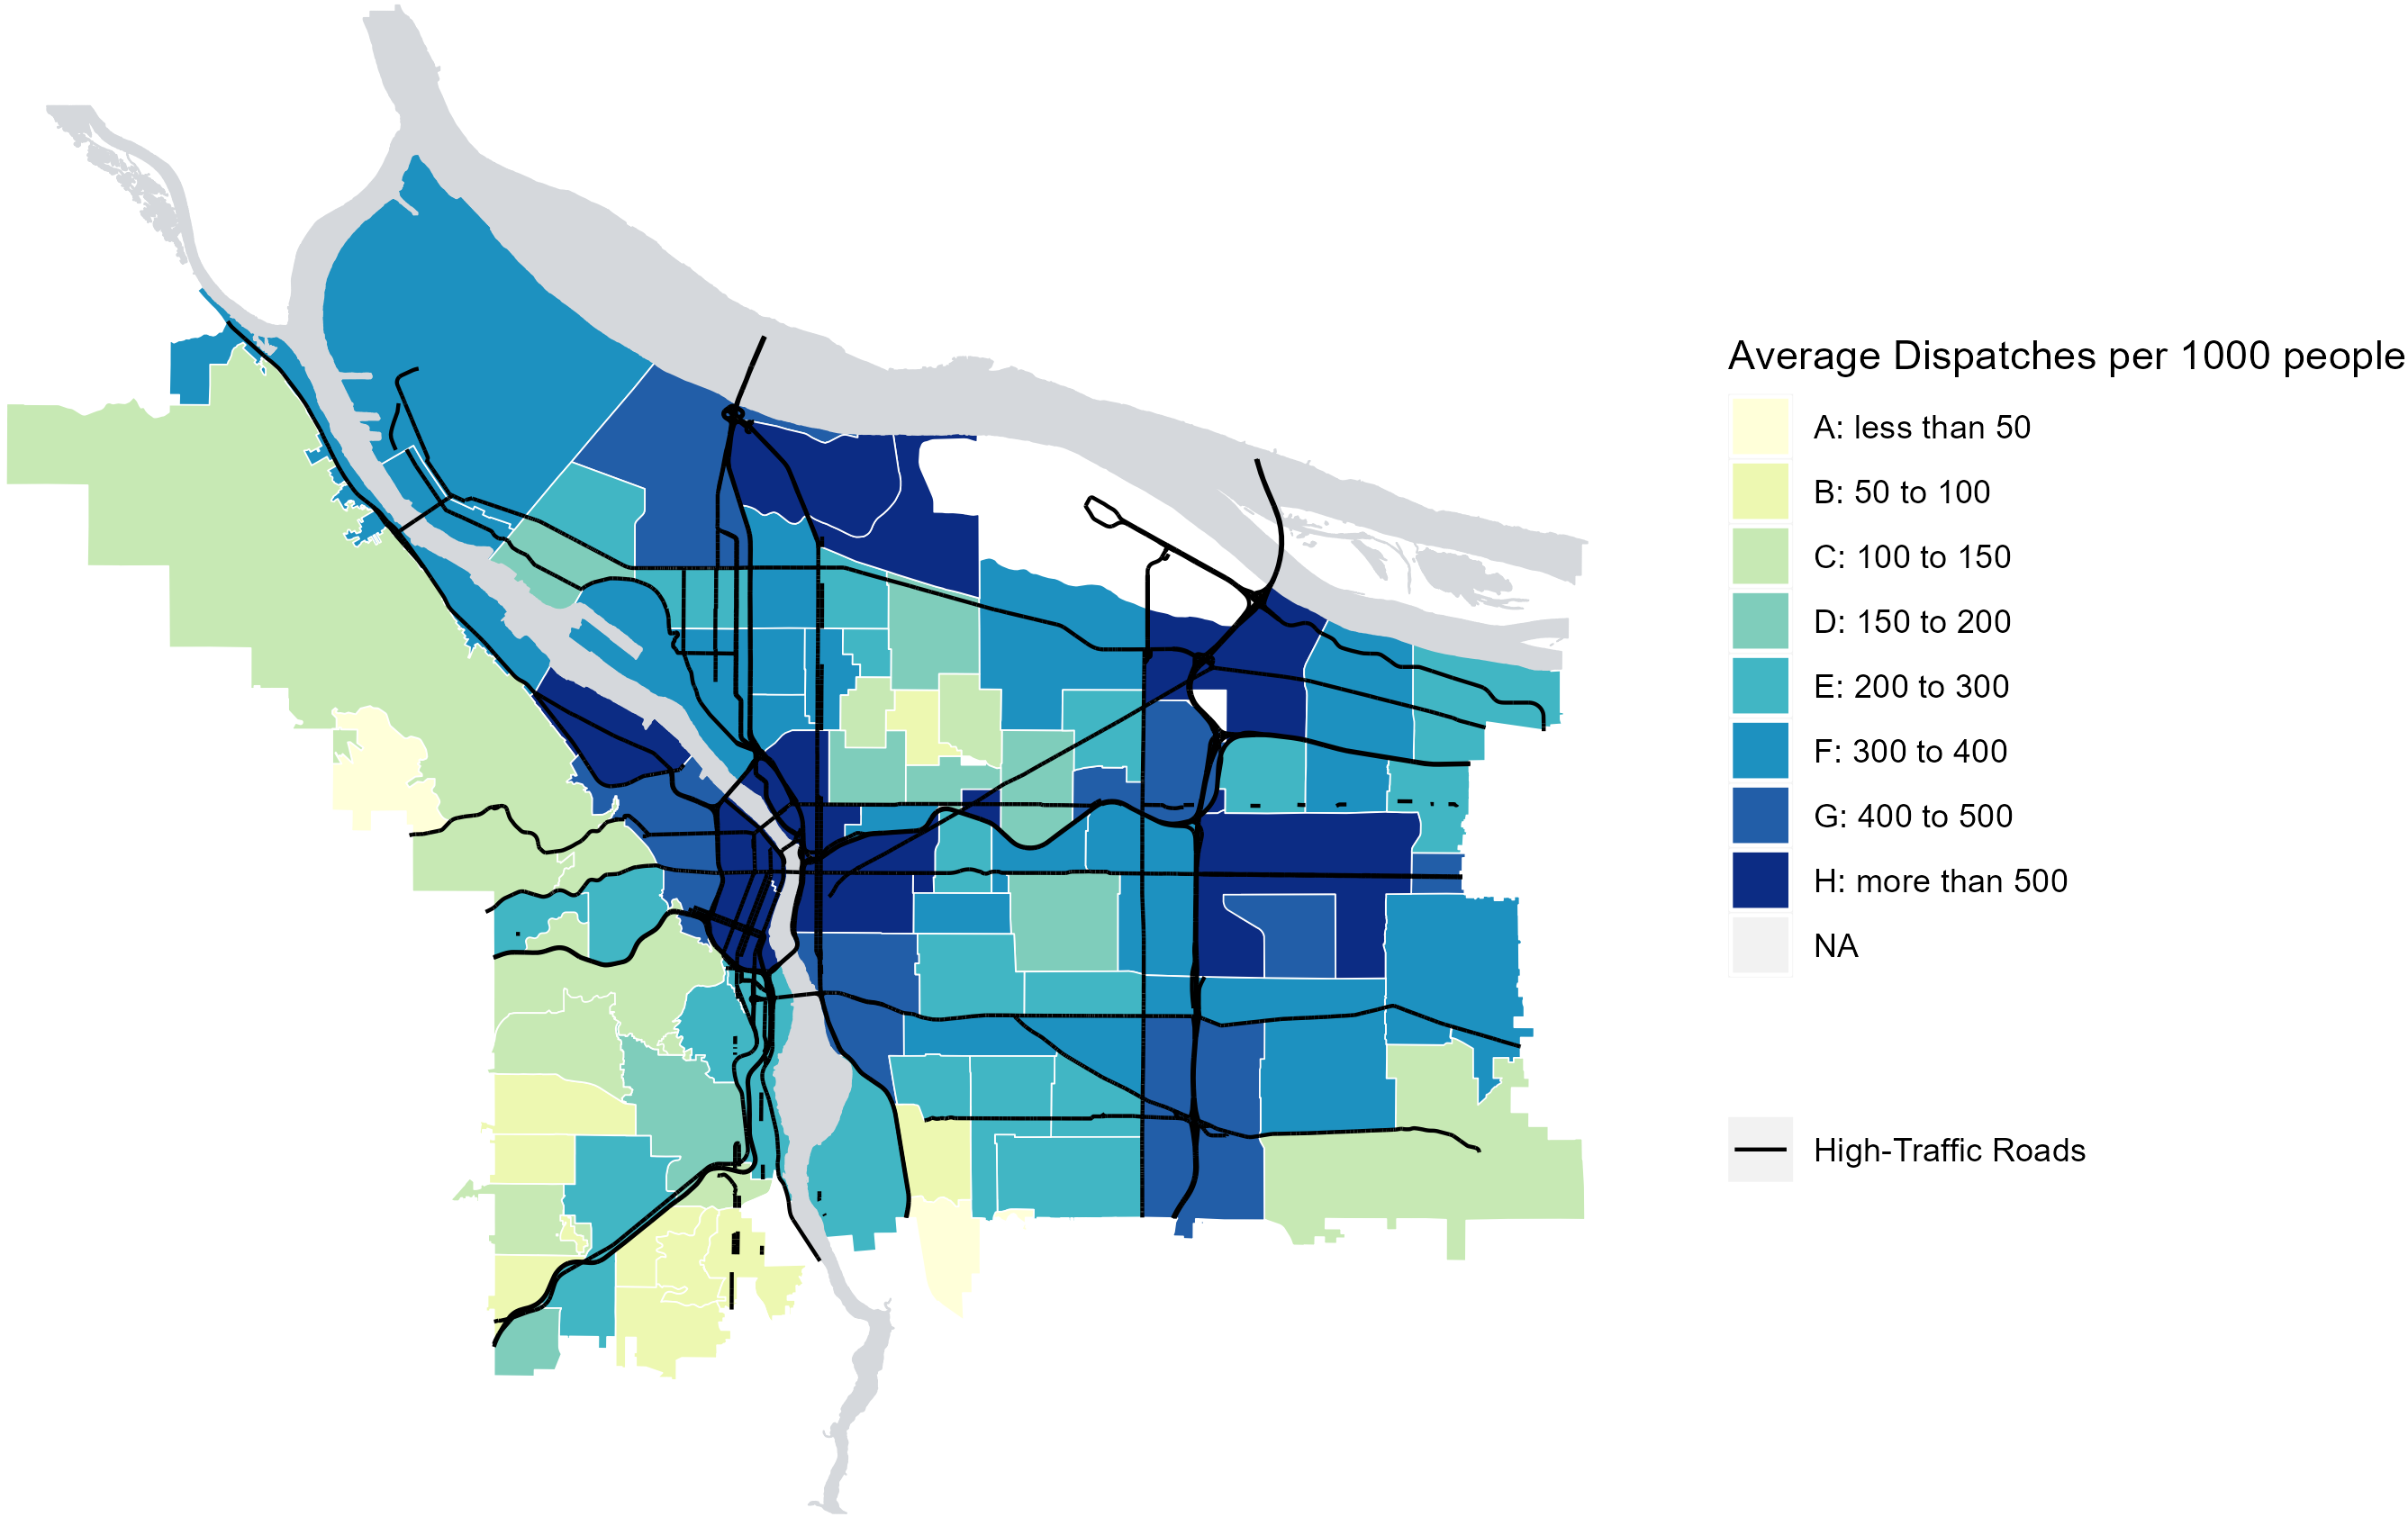 Average Dispatches per 1000 people
A: less than 50
B: 50 to 100
C: 100 to 150
D: 150 to 200
E: 200 to 300
F: 300 to 400
G: 400 to 500
H: more than 500
NA
High-Traffic Roads